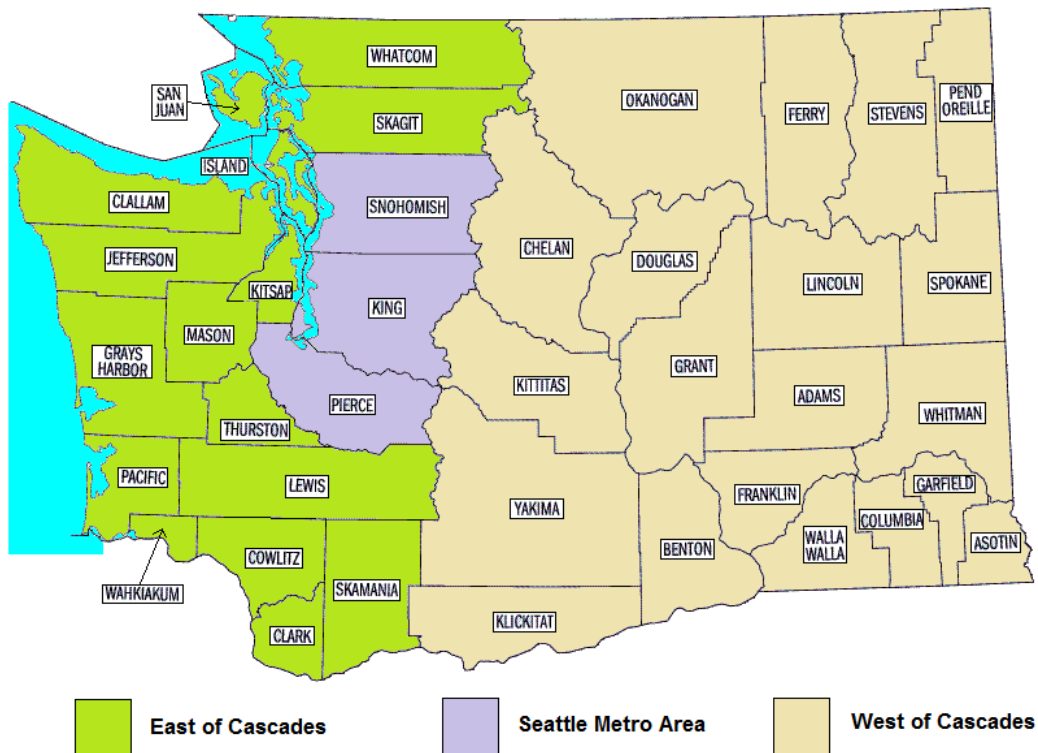 WHATCOM
SAN
JUAN
SKAGIT
ISLAND
OKANOGAN
FERRY
STEVENS
PEND
OREILLE
CLALLAM
SNOHOMISH
CHELAN
DOUGLAS
JEFFERSON
KITSAP
KING
LINCOLN
SPOKANE
MASON
GRAYS
HARBOR
PIERCE
KITTITAS
GRANT
ADAMS
WHITMAN
THURSTON
PACIFIC
LEWIS
YAKIMA
FRANKLIN
GARFIELD
COLUMBIA
WALLA
WALLA
BENTON
ASOTIN
WAHKIAKUM
COWLITZ
SKAMANIA
KLICKITAT
CLARK
East of Cascades
Seattle Metro Area
West of Cascades